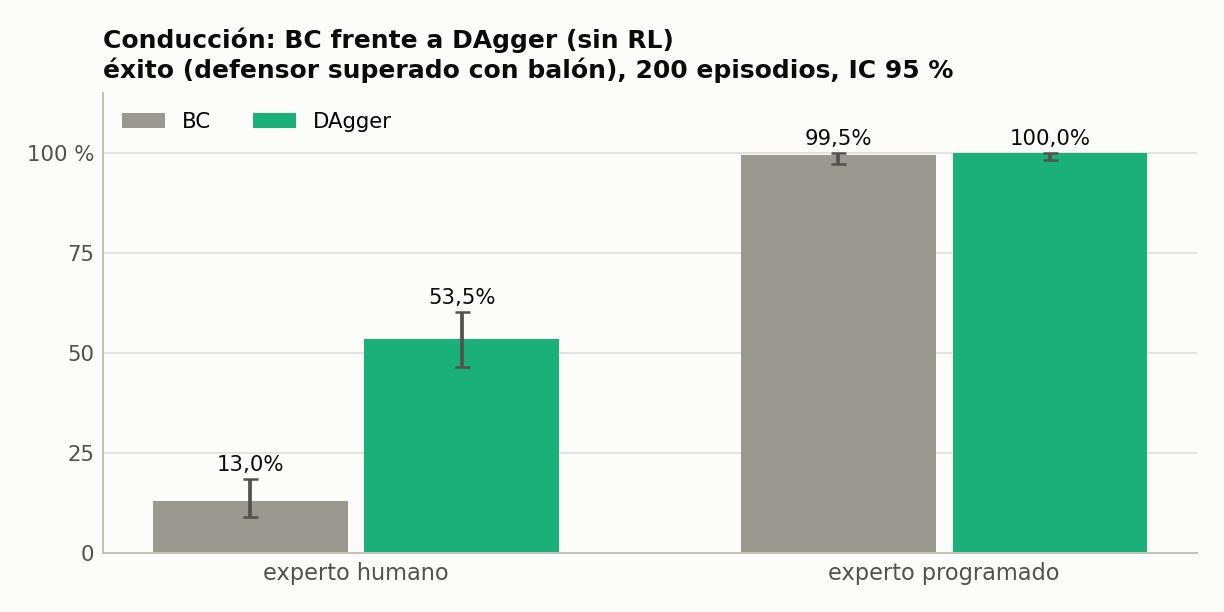 Conducción: BC frente a DAgger (sin RL)
éxito (defensor superado con balón), 200 episodios, IC 95 %
BC
DAgger
100 %
75
50
25
0
13,0%
53,5%
99,5%
100,0%
experto humano
experto programado